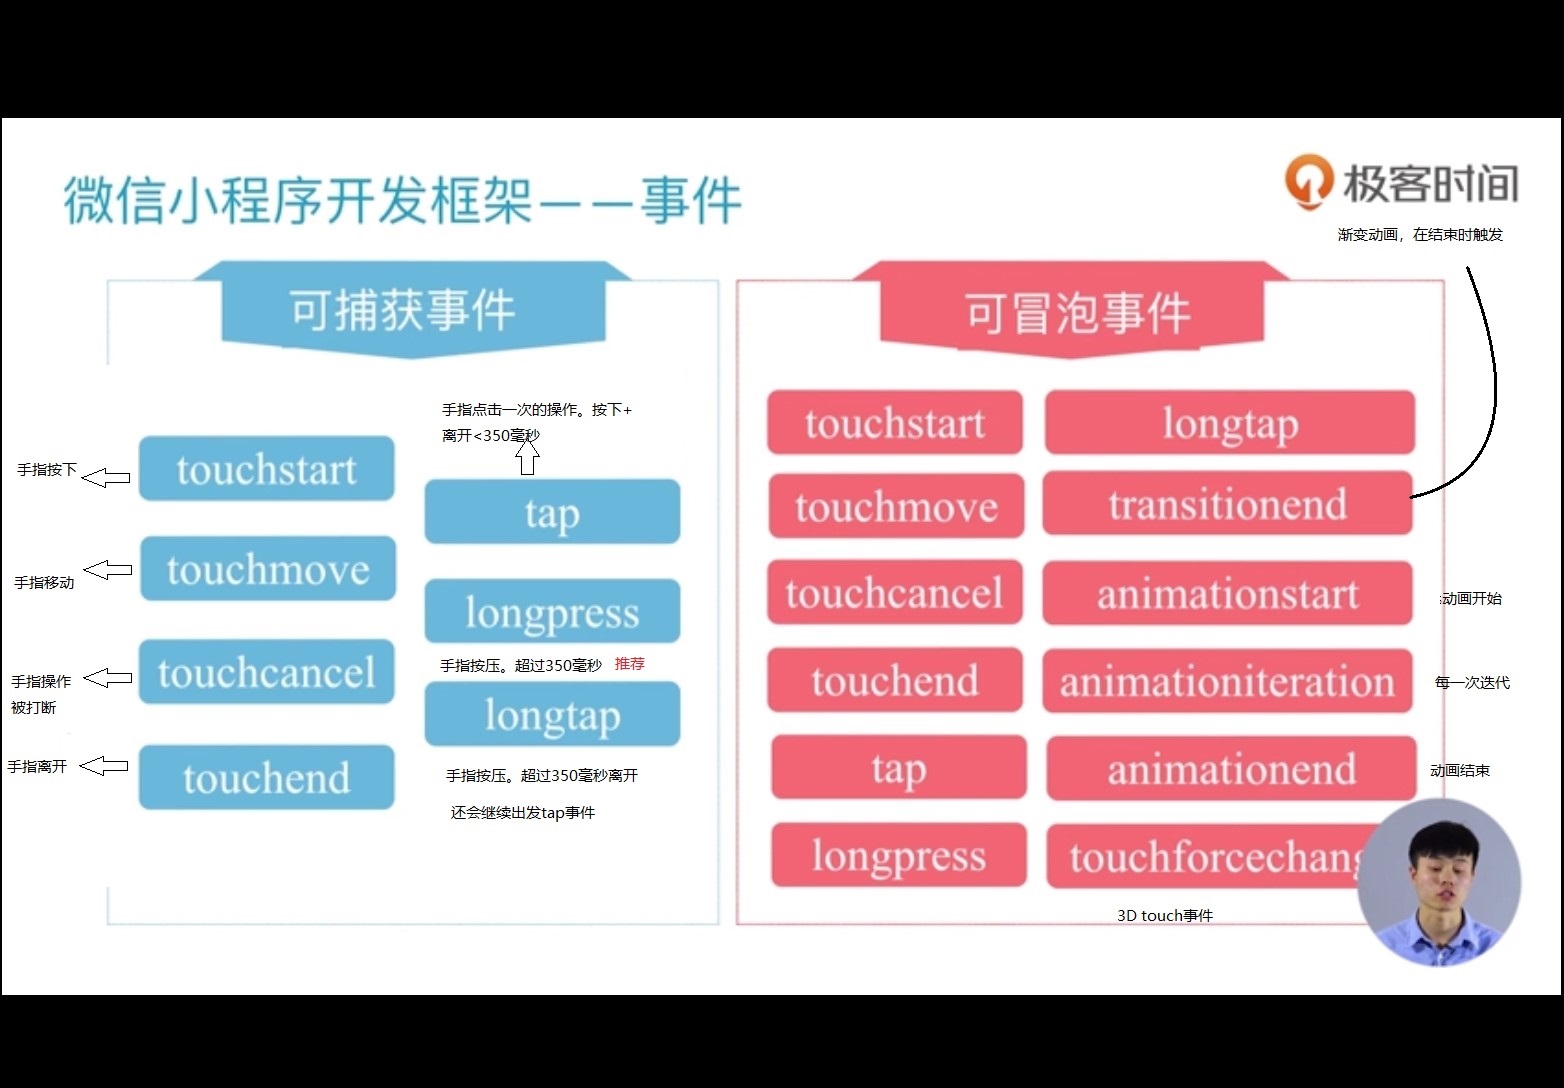 微信小程序开发框架——事件
极客时间
渐变动画，在结束时触发
可捕获事件
手指点击一次的操作。按下+
离开<350毫秒
手指按下
touchstart
tap
手指移动
touchmove
longpress
手指按压。超过350毫秒 推荐
手指操作
被打断
touchcancel
longtap
手指离开
touchend
手指按压。超过350毫秒离开
还会继续出发tap事件
可冒泡事件
touchstart
longtap
touchmove
transitionend
touchcancel
animationstart
动画开始
touchend
animationiteration
每一次迭代
tap
animationend
动画结束
longpress
touchforcechang
3D touch事件